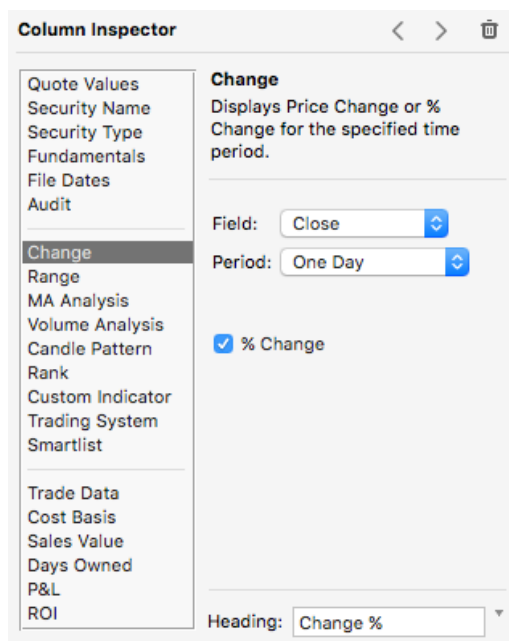 Column Inspector
Quote Values
Security Name
Security Type
Fundamentals
File Dates
Audit
Change
Range
MA Analysis
Volume Analysis
Candle Pattern
Rank
Custom Indicator
Trading System
Smartlist
Trade Data
Cost Basis
Sales Value
Days Owned
P&L
ROI
Change
Displays Price Change or %
Change for the specified time
period.
Field: Close
Period: One Day
% Change
Heading: Change %